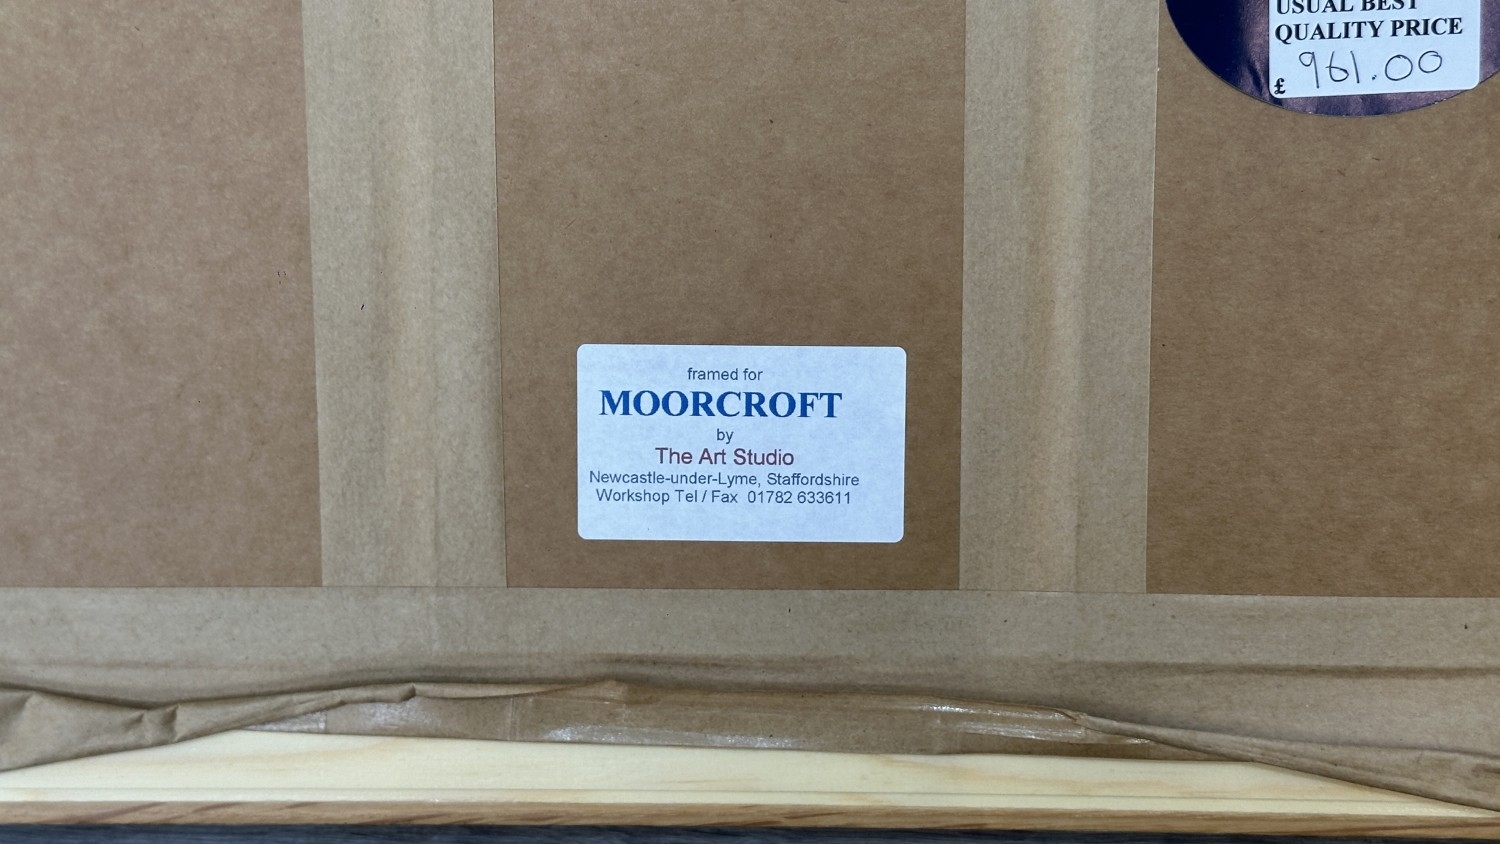 USUAL BEST
QUALITY PRICE
£ 961.00
framed for
MOORCROFT
by
The Art Studio
Newcastle-under-Lyme, Staffordshire
Workshop Tel / Fax 01782 633611